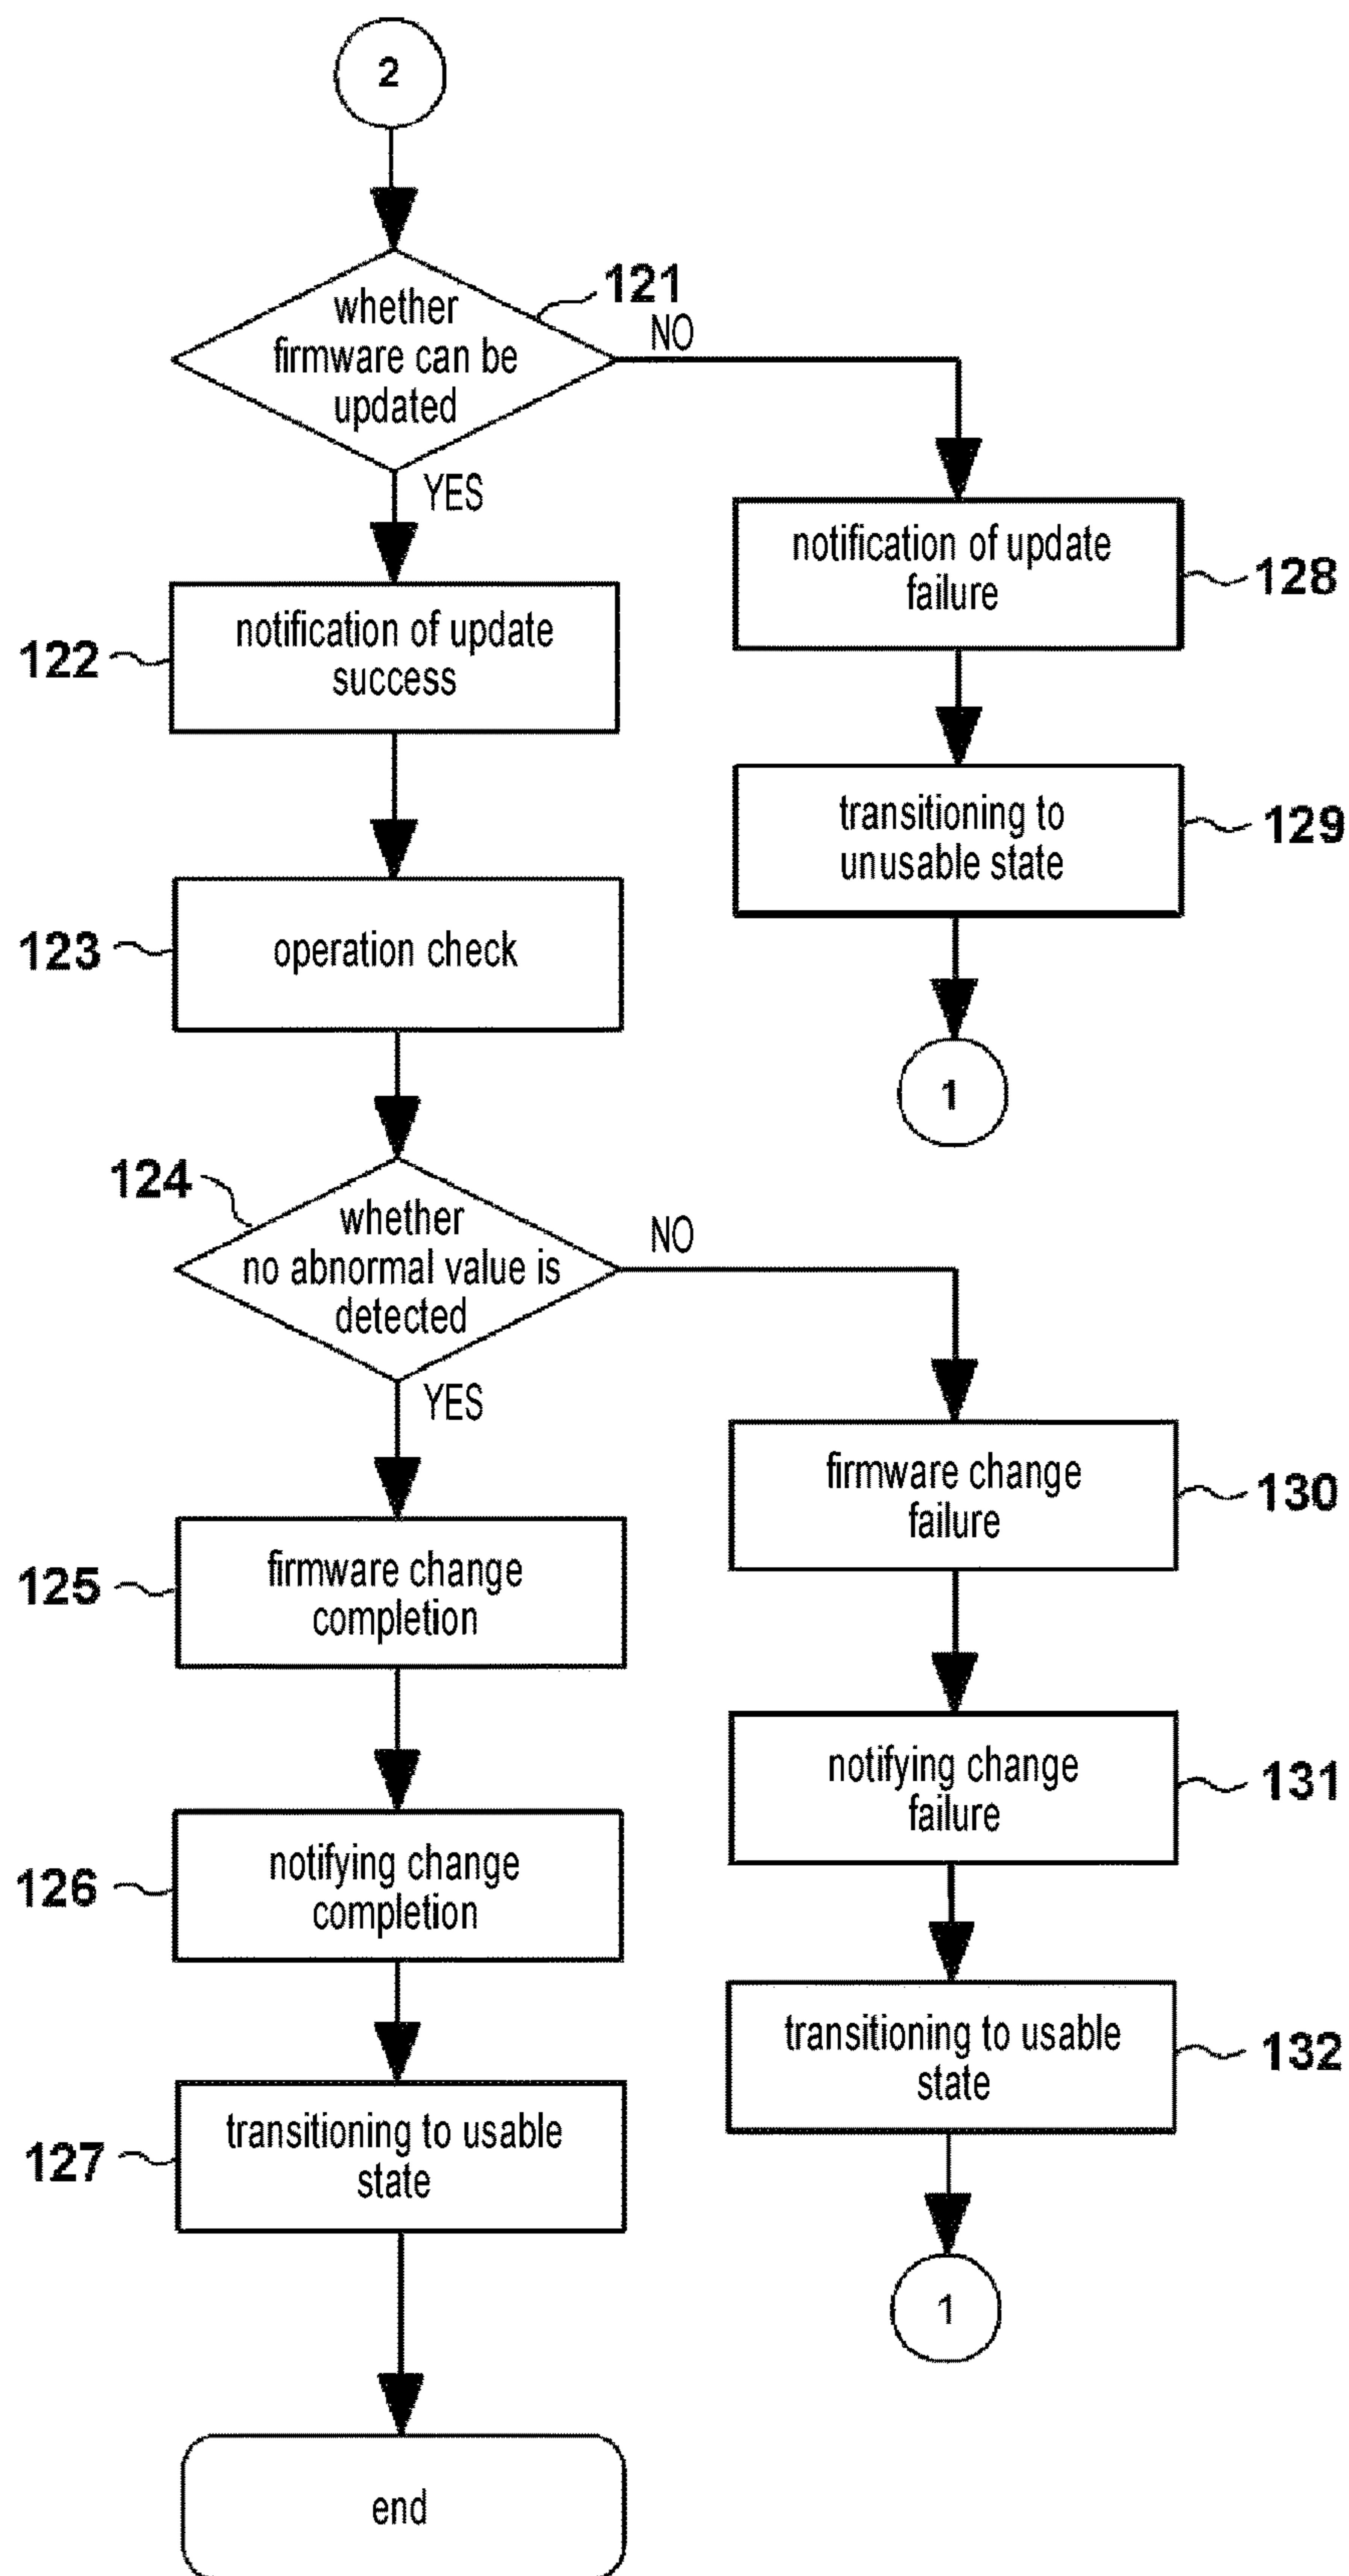 2
121
whether
firmware can be
updated
NO
YES
notification of update
failure
128
122
notification of update
success
transitioning to
unusable state
129
123
operation check
1
124
whether
no abnormal value is
detected
NO
YES
firmware change
failure
130
125
firmware change
completion
notifying change
failure
131
126
notifying change
completion
transitioning to usable
state
132
127
transitioning to usable
state
1
end